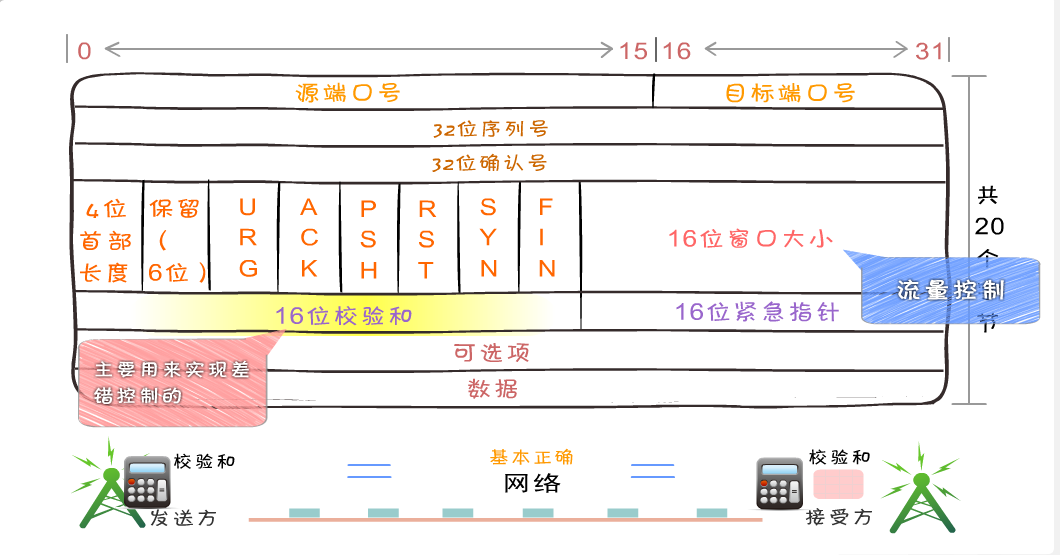 0 15 16 31
源端口号 目标端口号
32位序列号
32位确认号
4位
首部
长度
保留
(
6位)
URG
ACK
PSH
RST
SYN
FIN
16位窗口大小
共
20
个
节
流量控制
16位校验和
16位紧急指针
主要用来实现差
错控制的
可选项
数据
校验和
发送方
基本正确
网络
校验和
接受方